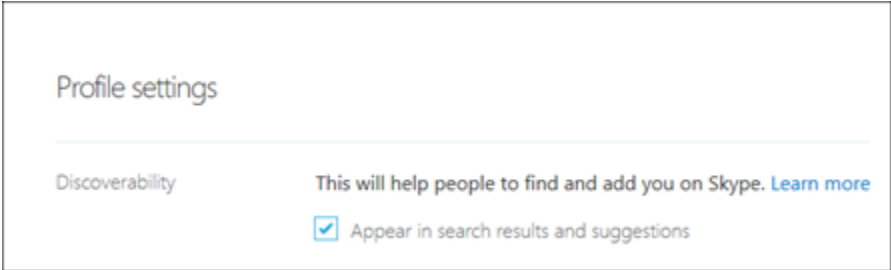 Profile settings
Discoverability
This will help people to find and add you on Skype. Learn more
Appear in search results and suggestions